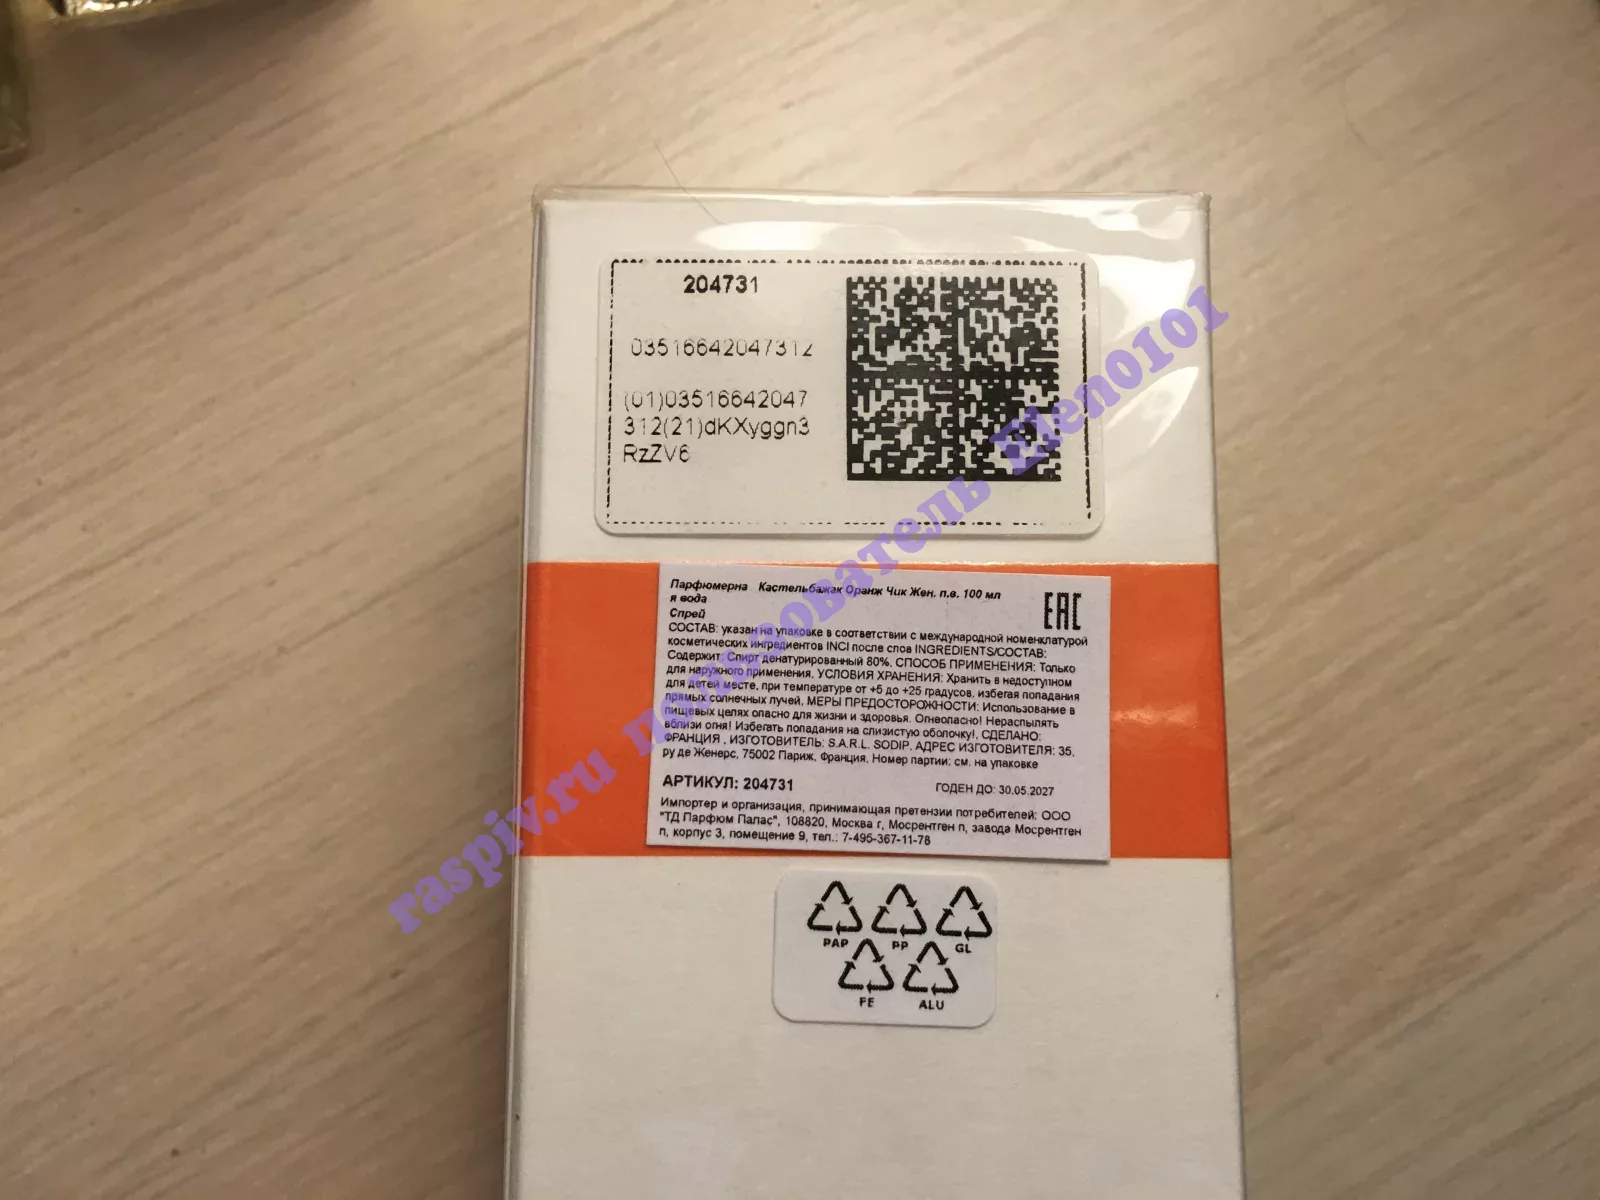 204731
03516642047312
(01)03516642047
312(21)dKXyggn3
RzZV6
Парфюмерна Кастельбажак Оранж Чик Жен. п.в. 100 мл
я вода
Спрей
EAC
СОСТАВ: указан на упаковке в соответствии с международной номенклатурой
косметических ингредиентов INCI после слов INGREDIENTS/СОСТАВ:
Содержит: Спирт денатурированный 80%. СПОСОБ ПРИМЕНЕНИЯ: Только
для наружного применения. УСЛОВИЯ ХРАНЕНИЯ: Хранить в недоступном
для детей месте, при температуре от +5 до +25 градусов, избегая попадания
прямых солнечных лучей. МЕРЫ ПРЕДОСТОРОЖНОСТИ: Использование в
пищевых целях опасно для жизни и здоровья. Огнеопасно! Нераспылять
вблизи огня! Избегать попадания на слизистую оболочку!. СДЕЛАНО:
ФРАНЦИЯ , ИЗГОТОВИТЕЛЬ: S.A.R.L. SODIP. АДРЕС ИЗГОТОВИТЕЛЯ: 35,
ру де Женерс, 75002 Париж, Франция. Номер партии: см. на упаковке
АРТИКУЛ: 204731 ГОДЕН ДО: 30.05.2027
Импортер и организация, принимающая претензии потребителей: ООО
"ТД Парфюм Палас", 108820, Москва г, Мосрентген п, завода Мосрентген
п, корпус 3, помещение 9, тел.: 7-495-367-11-78
PAP PP GL
FE ALU
raspiv.ru пользователь Elen0101